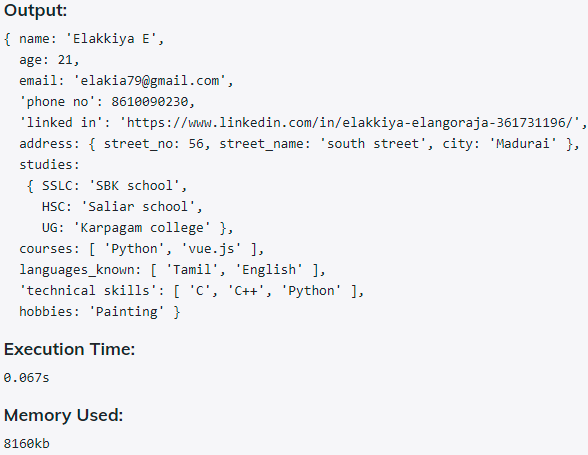 Output:
{ name: 'Elakkiya E',
  age: 21,
  email: 'elakia79@gmail.com',
  'phone no': 8610090230,
  'linked in': 'https://www.linkedin.com/in/elakkiya-elangoraja-361731196/',
  address: { street_no: 56, street_name: 'south street', city: 'Madurai' },
  studies:
   { SSLC: 'SBK school',
     HSC: 'Saliar school',
     UG: 'Karpagam college' },
  courses: [ 'Python', 'vue.js' ],
  languages_known: [ 'Tamil', 'English' ],
  'technical skills': [ 'C', 'C++', 'Python' ],
  hobbies: 'Painting' }
Execution Time:
0.067s
Memory Used:
8160kb